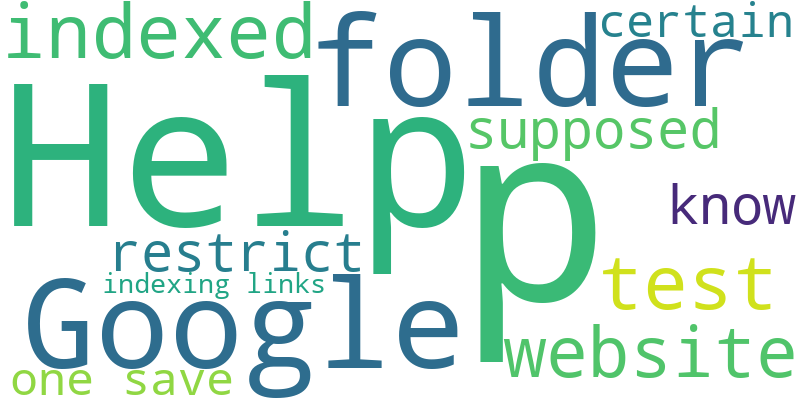 indexed
certain
folder
Help
supposed
p
know
restrict
test
indexing links
Google
website
one save